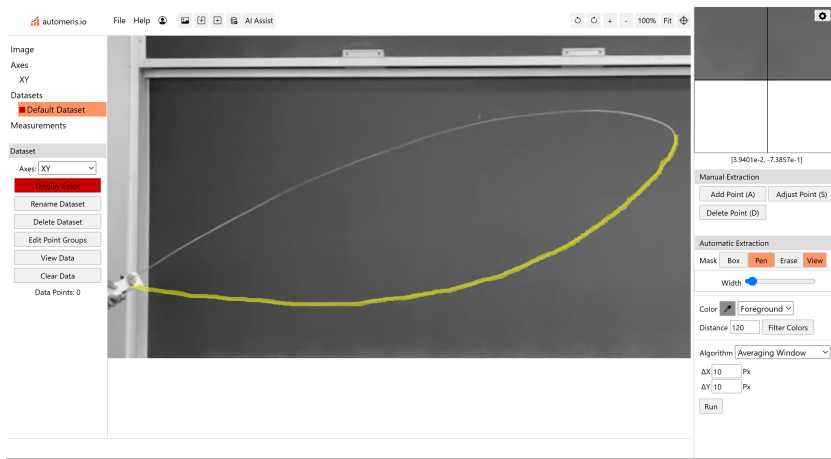 automeris.io
File Help AI Assist + - 100% Fit
Image
Axes
XY
Datasets
Default Dataset
Measurements
Dataset
Axes: XY
Display Color
Rename Dataset
Delete Dataset
Edit Point Groups
View Data
Clear Data
Data Points: 0
[3.9401e-2, -7.3857e-1]
Manual Extraction
Add Point (A) Adjust Point (S)
Delete Point (D)
Automatic Extraction
Mask Box Pen Erase View
Width
Color Foreground
Distance 120 Filter Colors
Algorithm Averaging Window
ΔX 10 Px
ΔY 10 Px
Run